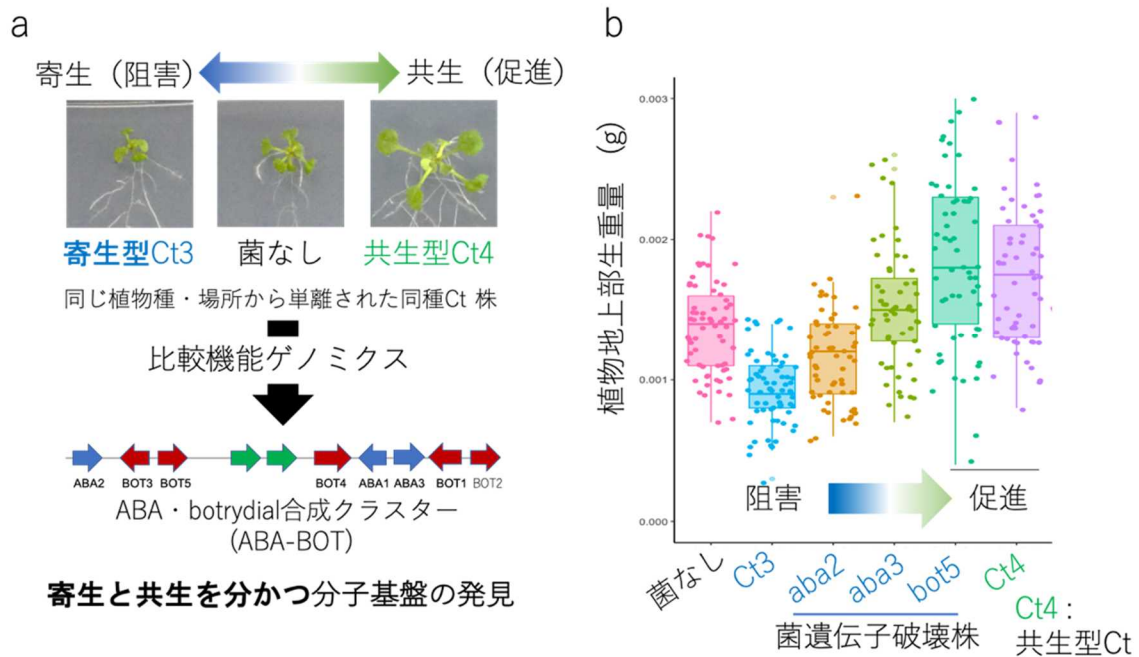 a
寄生（阻害）
共生（促進）
寄生型Ct3
菌なし
共生型Ct4
同じ植物種・場所から単離された同種Ct 株
比較機能ゲノミクス
ABA2
BOT3
BOT5
BOT4
ABA1
ABA3
BOT1
BOT2
ABA・botrydial合成クラスター
(ABA-BOT)
寄生と共生を分かつ分子基盤の発見
b
植物地上部生重量 (g)
0.003
0.002
0.001
0.000
阻害
促進
菌なし
Ct3
aba2
aba3
bot5
Ct4
菌遺伝子破壊株
Ct4：
共生型Ct